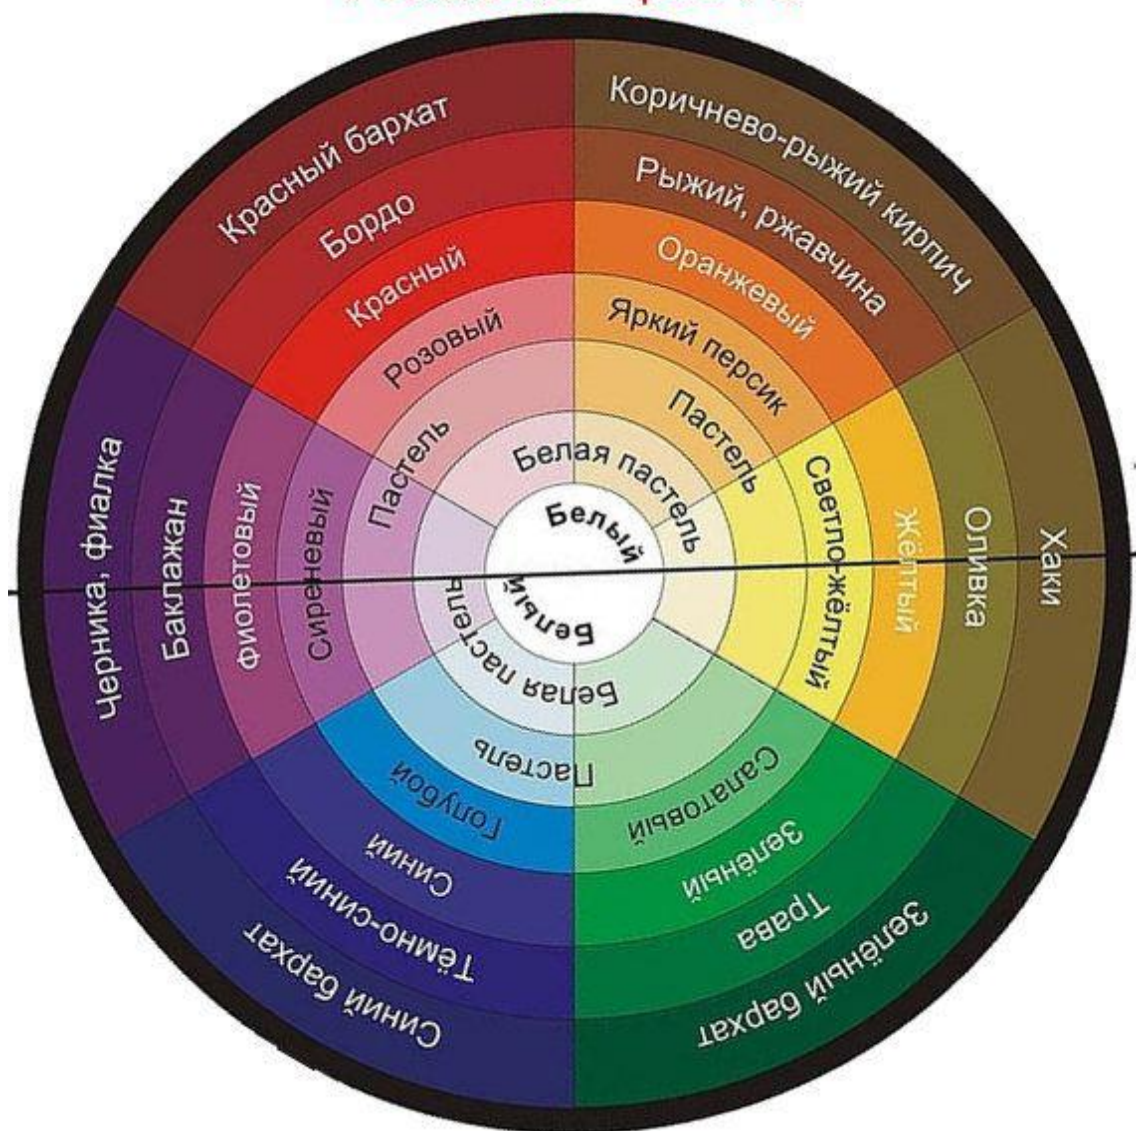 Красный бархат
Бордо
Красный
Розовый
Пастель
Коричнево-рыжий кирпич
Рыжий, ржавчина
Оранжевый
Яркий персик
Пастель
Белая пастель
Белый
Черника, фиалка
Баклажан
Фиолетовый
Сиреневый
Светло-жёлтый
Жёлтый
Оливка
Хаки
Белый
Белая пастель
Пастель
Голубой
Синий
Тёмно-синий
Синий бархат
Салатовый
Зелёный
Трава
Зелёный бархат